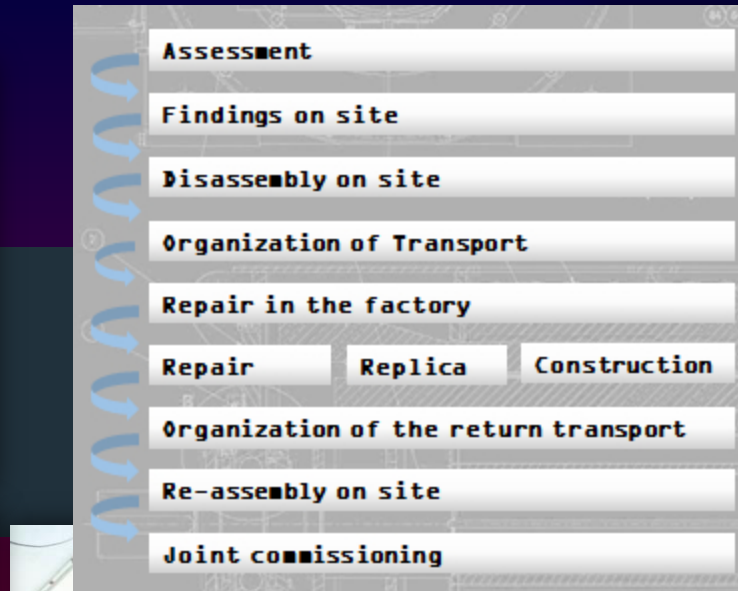 Assessment
Findings on site
Disassembly on site
Organization of Transport
Repair in the factory
Repair Replica Construction
Organization of the return transport
Re-assembly on site
Joint commissioning